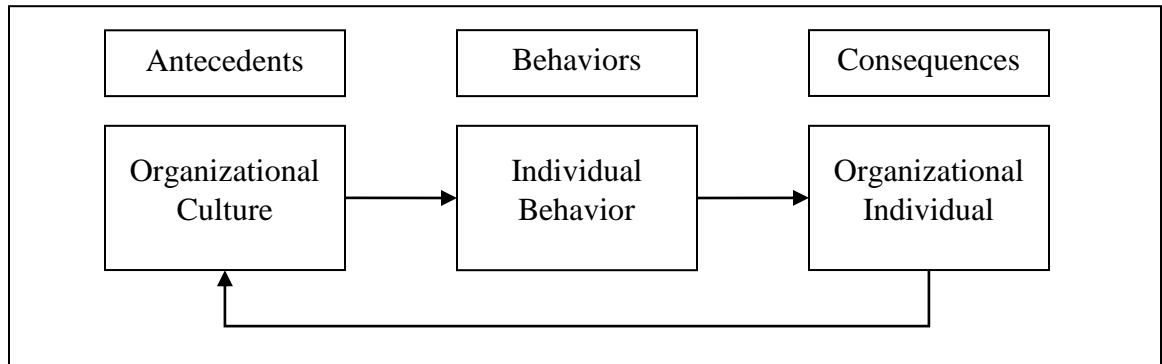 Antecedents
Behaviors
Consequences
Organizational
Culture
Individual
Behavior
Organizational
Individual